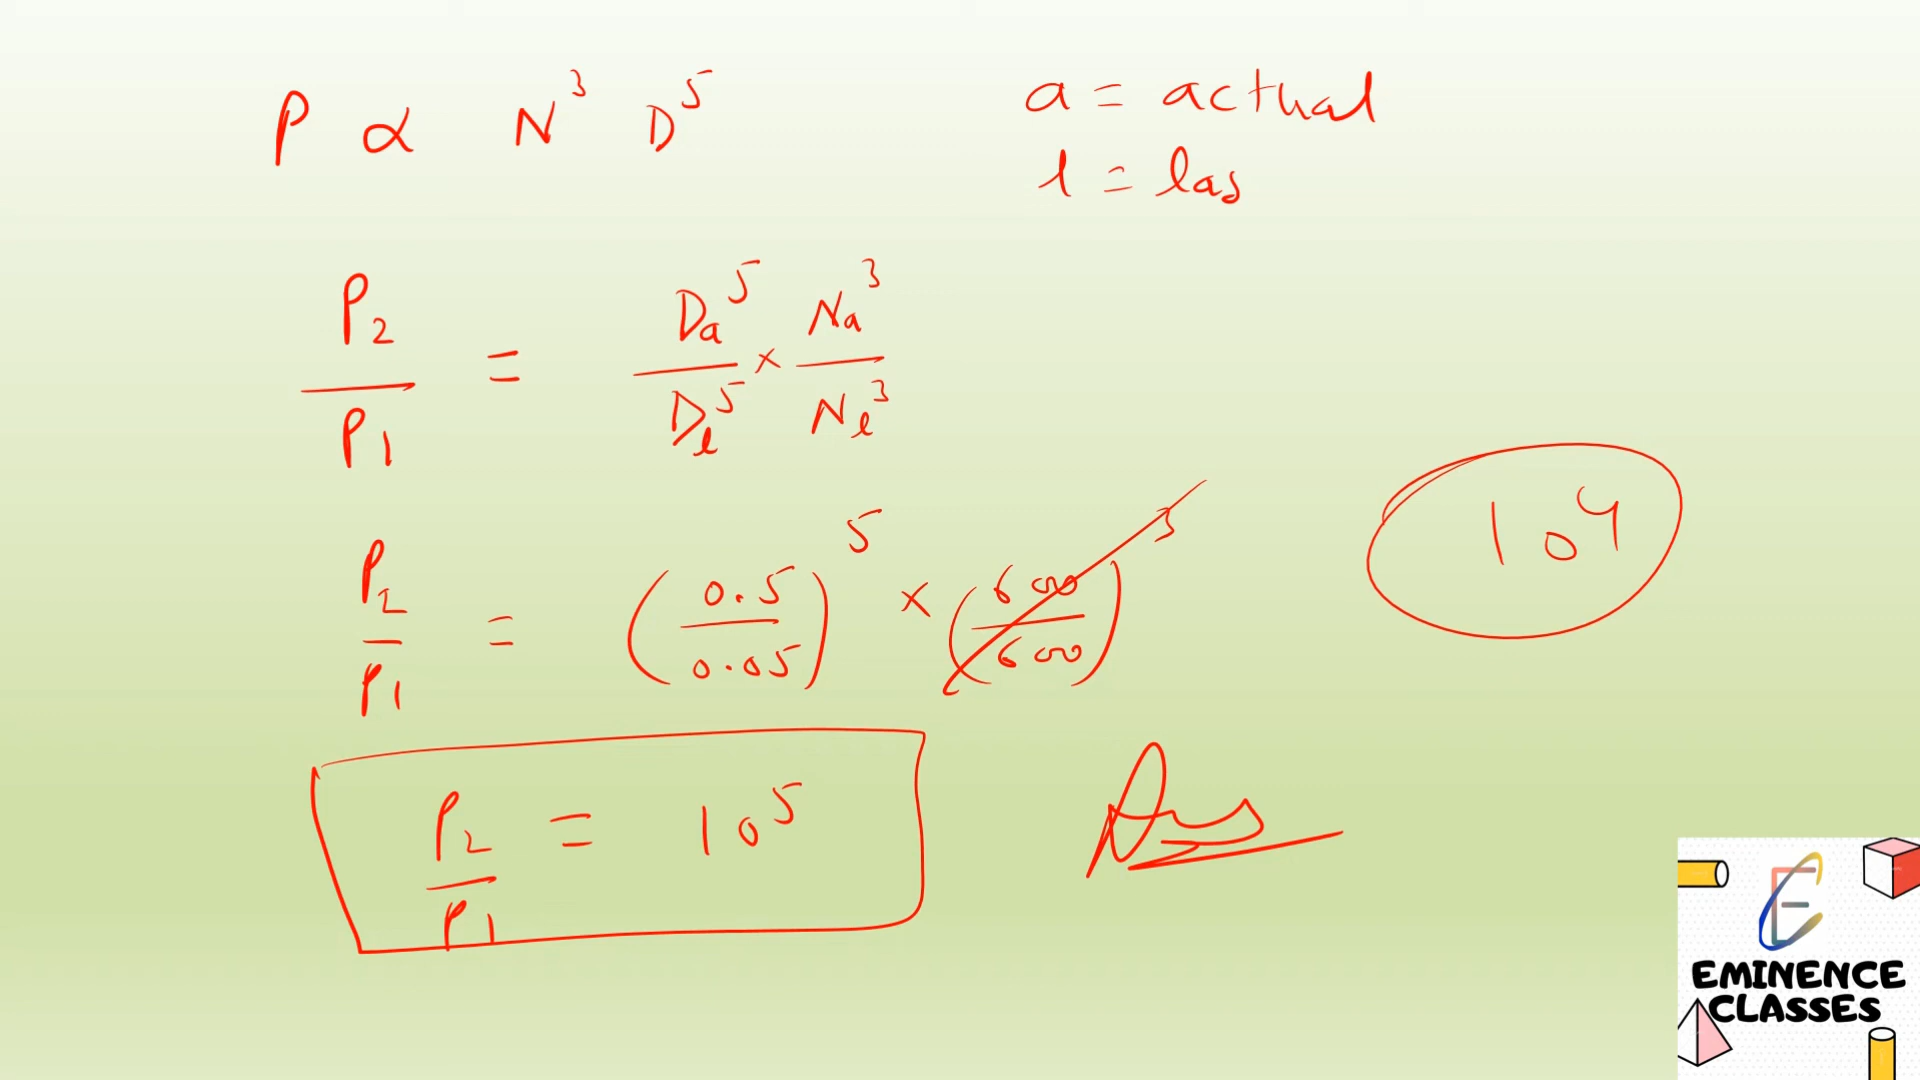 P ∝ N³ D⁵
a = actual
l = lab
P₂/P₁ = Dₐ⁵/Dₗ⁵ × Nₐ³/Nₗ³
P₂/P₁ = (0.5/0.05)⁵ × (600/600)³
10⁴
P₂/P₁ = 10⁵
Ans
EMINENCE
CLASSES